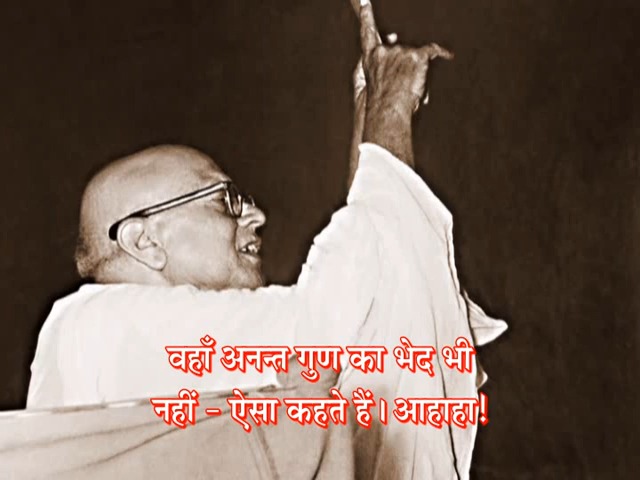 वहाँ अनन्त गुण का भेद भी
नहीं - ऐसा कहते हैं। आहाहा!